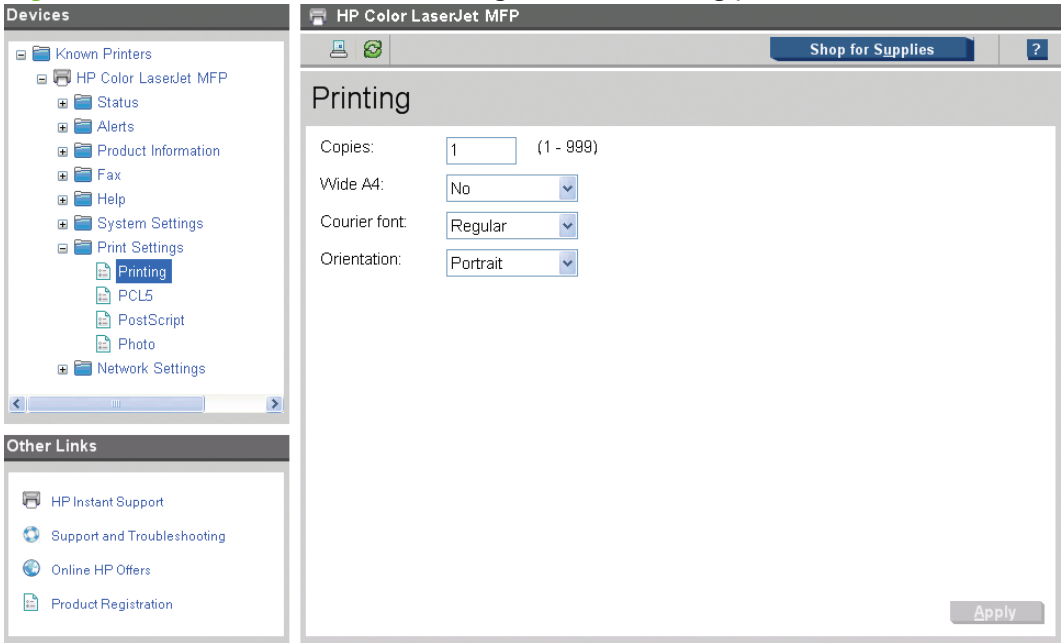 Devices
Known Printers
HP Color LaserJet MFP
Status
Alerts
Product Information
Fax
Help
System Settings
Print Settings
Printing
PCL5
PostScript
Photo
Network Settings
Other Links
HP Instant Support
Support and Troubleshooting
Online HP Offers
Product Registration
HP Color LaserJet MFP
Shop for Supplies ?
Printing
Copies: 1 (1 - 999)
Wide A4: No
Courier font: Regular
Orientation: Portrait
Apply